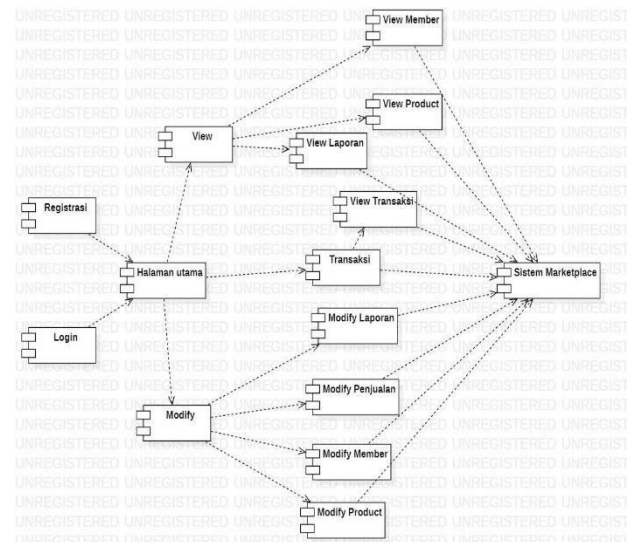 View Member
View Product
View
View Laporan
View Transaksi
Registrasi
Halaman utama
Transaksi
Sistem Marketplace
Modify Laporan
Login
Modify Penjualan
Modify
Modify Member
Modify Product
UNREGISTERED